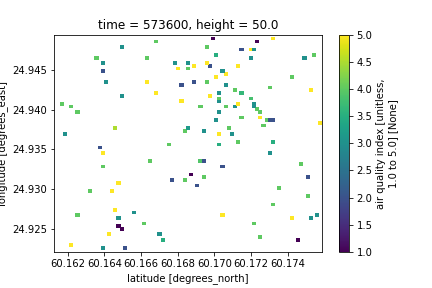 time = 573600, height = 50.0
24.945
24.940
24.935
24.930
24.925
longitude [degrees_east]
60.162 60.164 60.166 60.168 60.170 60.172 60.174
latitude [degrees_north]
5.0
4.5
4.0
3.5
3.0
2.5
2.0
1.5
1.0
air quality index [unitless,
1.0 to 5.0] [None]